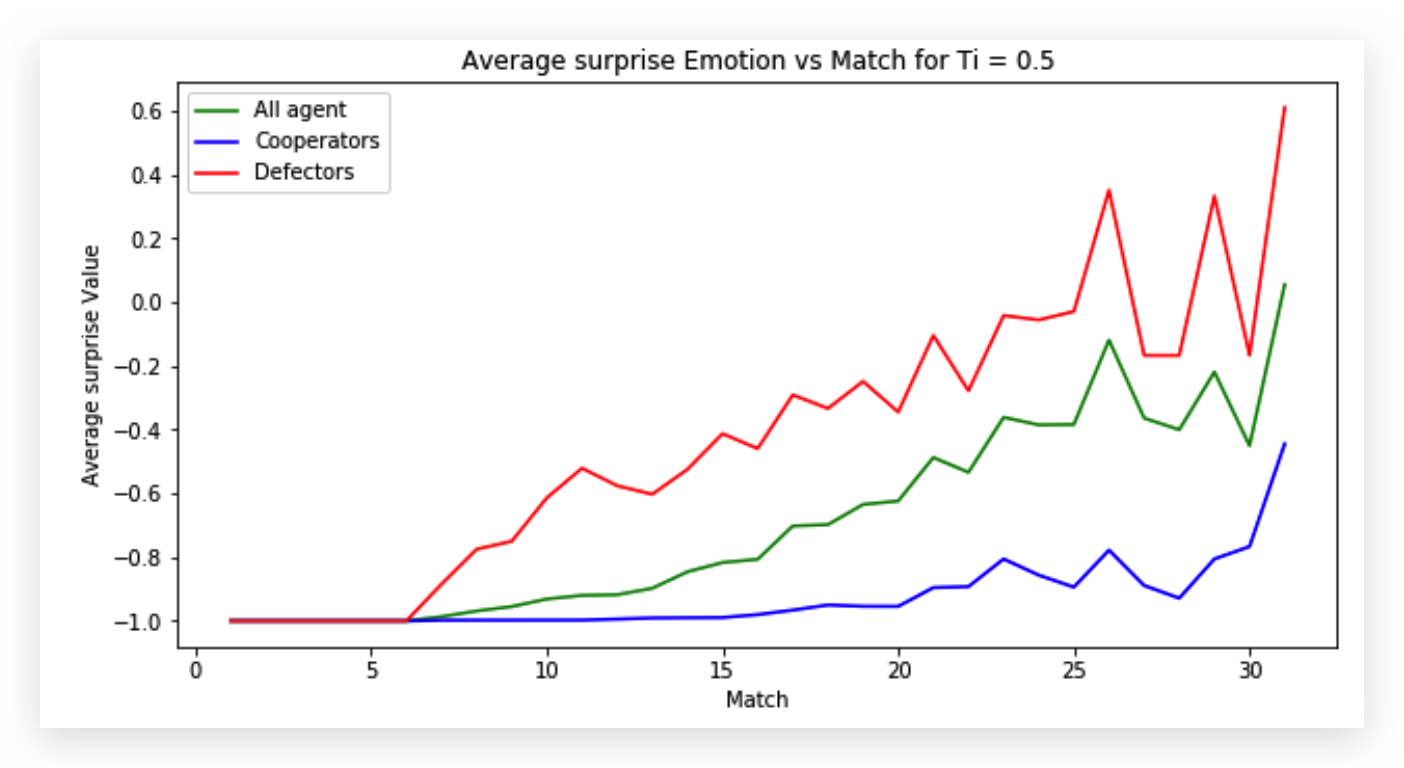 Average surprise Emotion vs Match for Ti = 0.5
All agent
Cooperators
Defectors
Average surprise Value
0.6
0.4
0.2
0.0
−0.2
−0.4
−0.6
−0.8
−1.0
0 5 10 15 20 25 30
Match